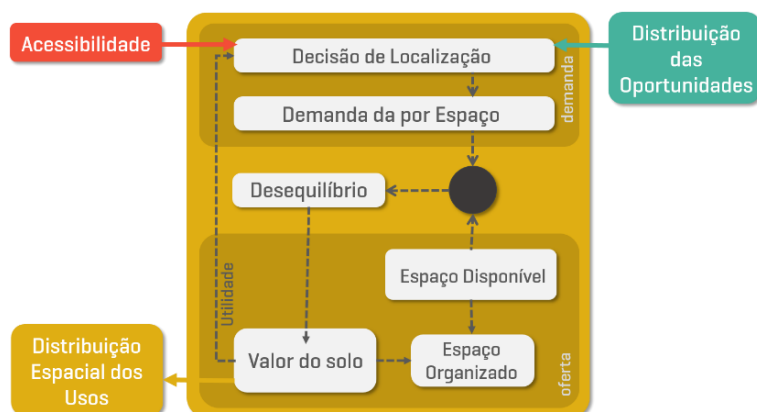 Acessibilidade
Decisão de Localização
Distribuição
das
Oportunidades
Demanda da por Espaço
demanda
Desequilíbrio
Espaço Disponível
Utilidade
Distribuição
Espacial dos
Usos
Valor do solo
Espaço
Organizado
oferta